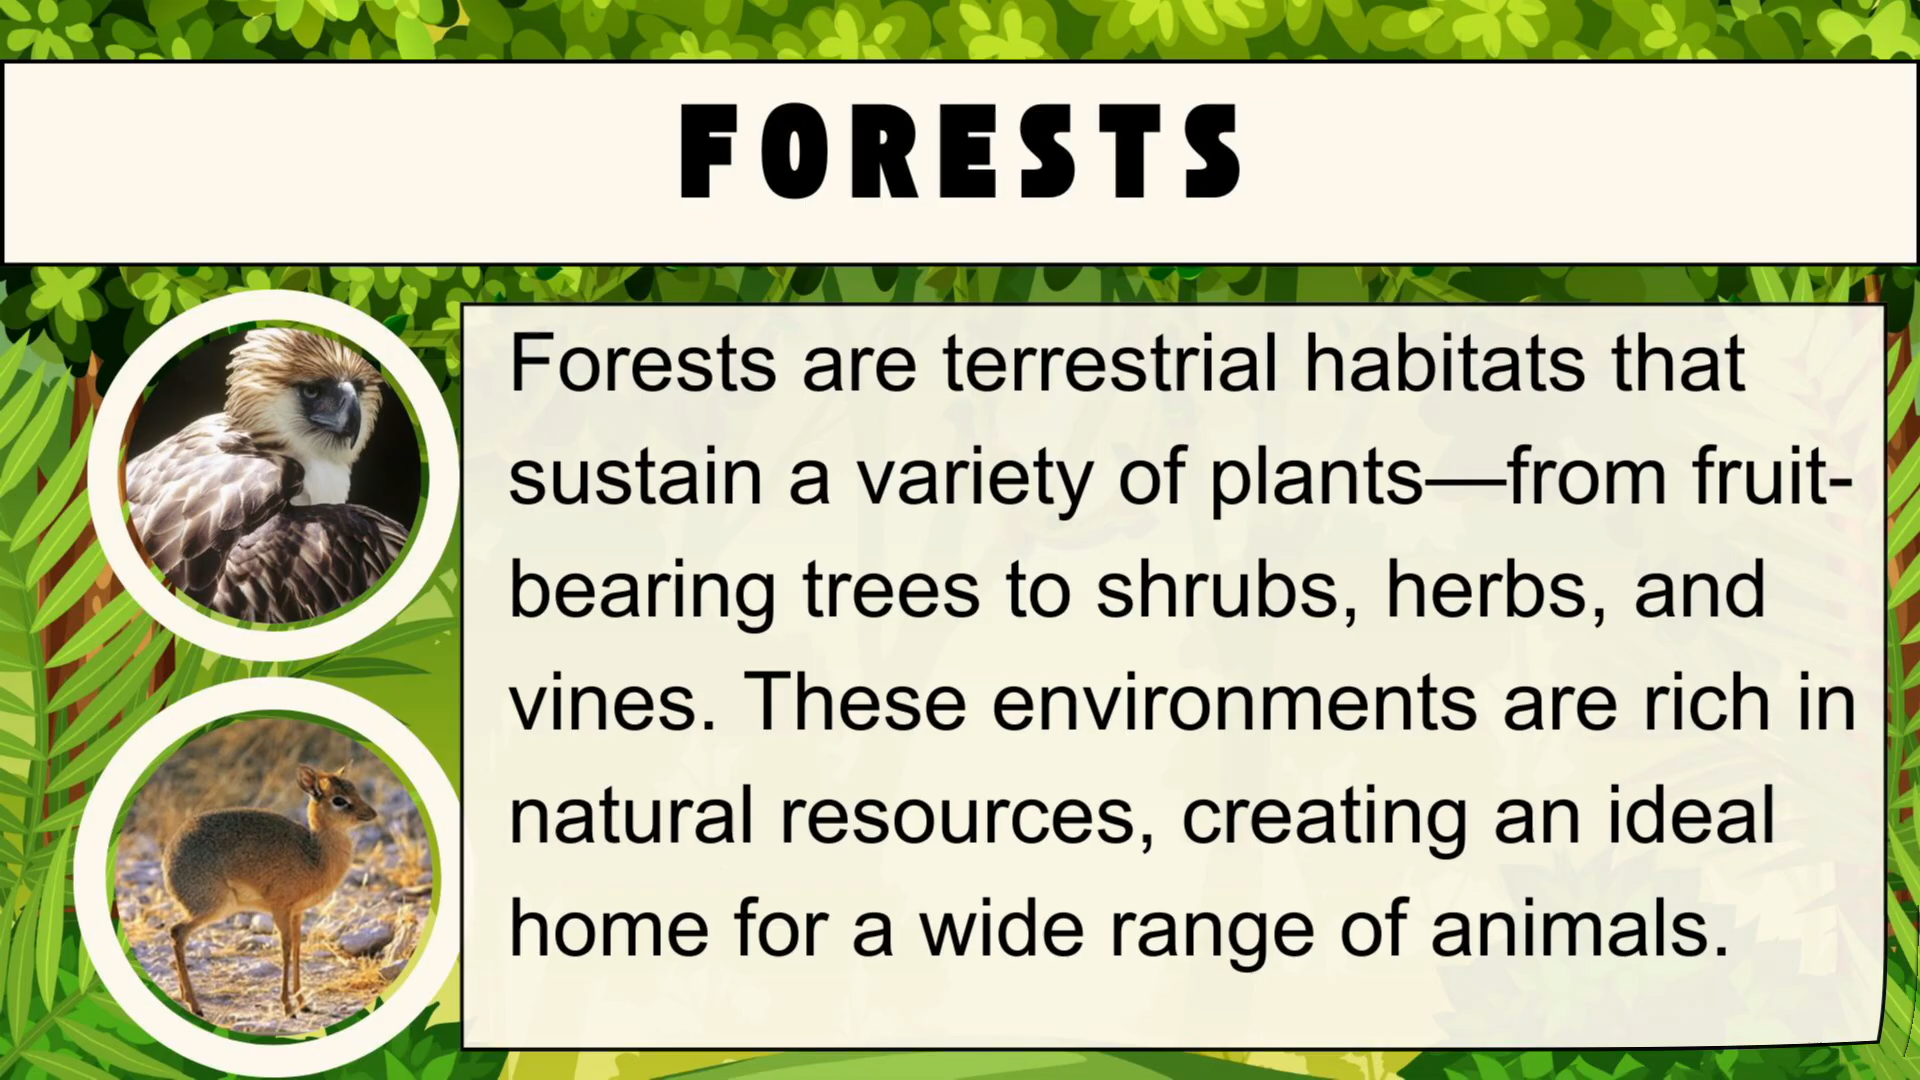 FORESTS
Forests are terrestrial habitats that
sustain a variety of plants—from fruit-
bearing trees to shrubs, herbs, and
vines. These environments are rich in
natural resources, creating an ideal
home for a wide range of animals.